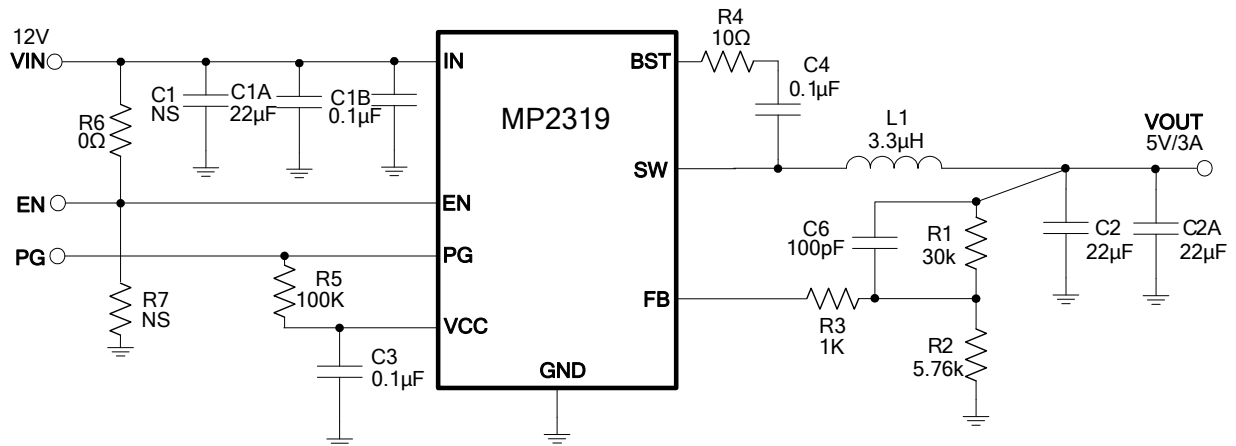 12V
VIN
R6
0Ω
C1
NS
C1A
22µF
C1B
0.1µF
EN
PG
R7
NS
R5
100K
C3
0.1µF
IN
EN
PG
VCC
GND
MP2319
BST
SW
FB
R4
10Ω
C4
0.1µF
L1
3.3µH
VOUT
5V/3A
C6
100pF
R1
30k
C2
22µF
C2A
22µF
R3
1K
R2
5.76k